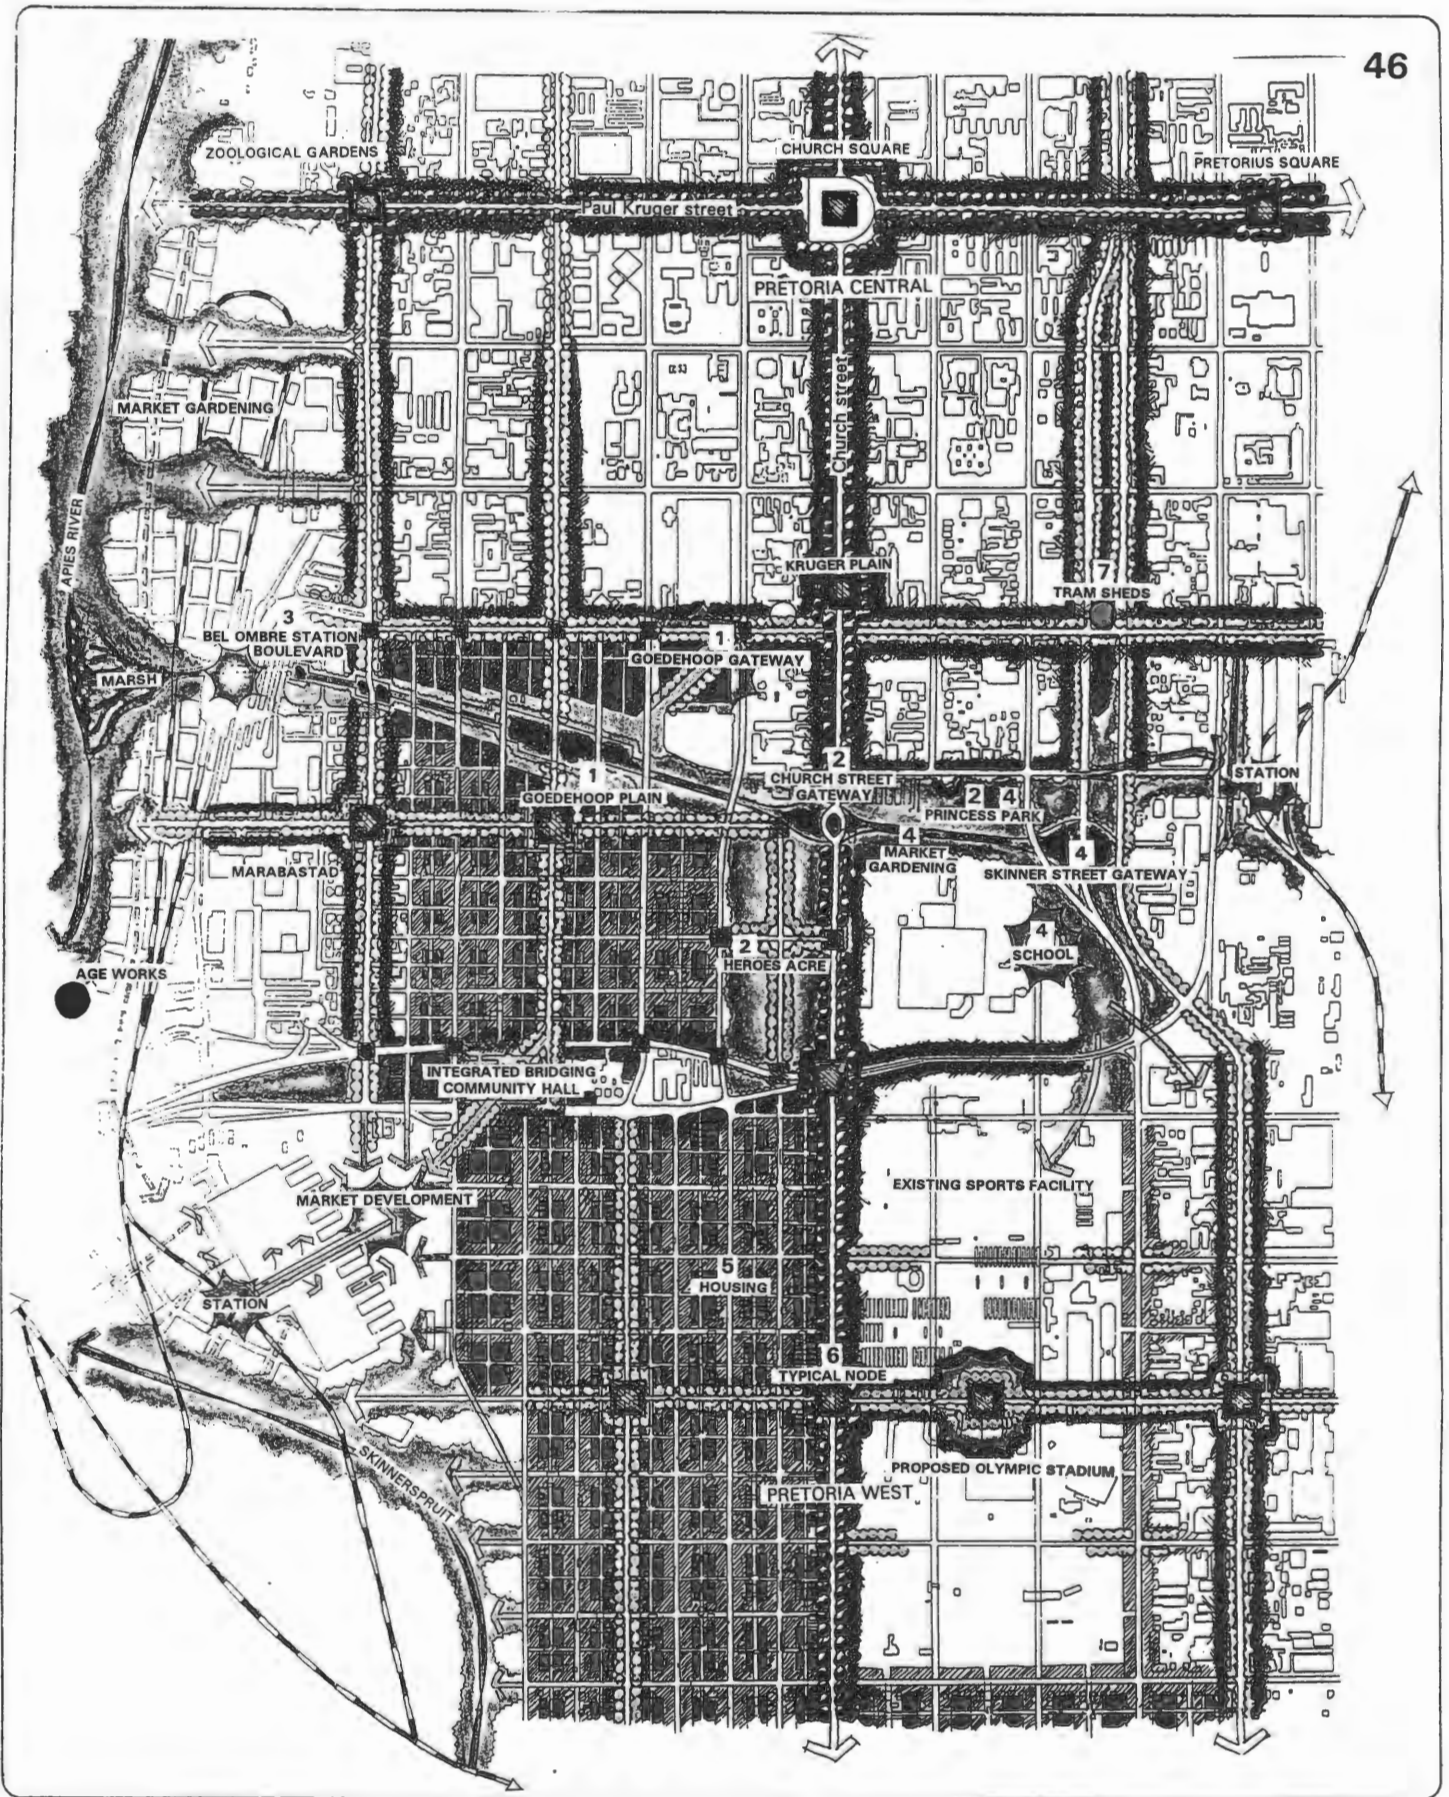 46
ZOOLOGICAL GARDENS
CHURCH SQUARE
PRETORIUS SQUARE
Paul Kruger street
PRETORIA CENTRAL
Church street
MARKET GARDENING
APIES RIVER
KRUGER PLAIN
7
TRAM SHEDS
3
BEL OMBRE STATION
BOULEVARD
1
GOEDEHOOP GATEWAY
MARSH
2
CHURCH STREET
GATEWAY
STATION
1
GOEDEHOOP PLAIN
2 4
PRINCESS PARK
4
MARKET
GARDENING
4
SKINNER STREET GATEWAY
MARABASTAD
2
HEROES ACRE
4
SCHOOL
AGE WORKS
INTEGRATED BRIDGING
COMMUNITY HALL
EXISTING SPORTS FACILITY
MARKET DEVELOPMENT
5
HOUSING
STATION
6
TYPICAL NODE
SKINNERSPRUIT
PROPOSED OLYMPIC STADIUM
PRETORIA WEST